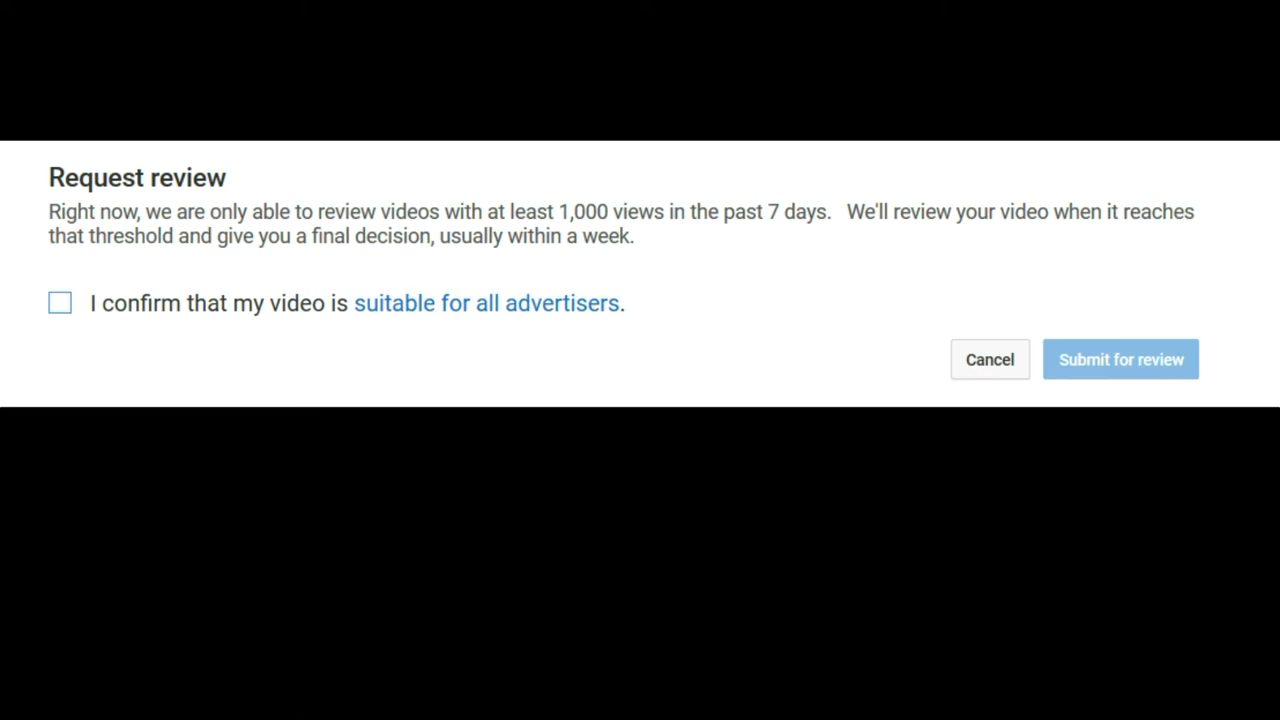 Request review
Right now, we are only able to review videos with at least 1,000 views in the past 7 days. We'll review your video when it reaches
that threshold and give you a final decision, usually within a week.
I confirm that my video is suitable for all advertisers.
Cancel Submit for review